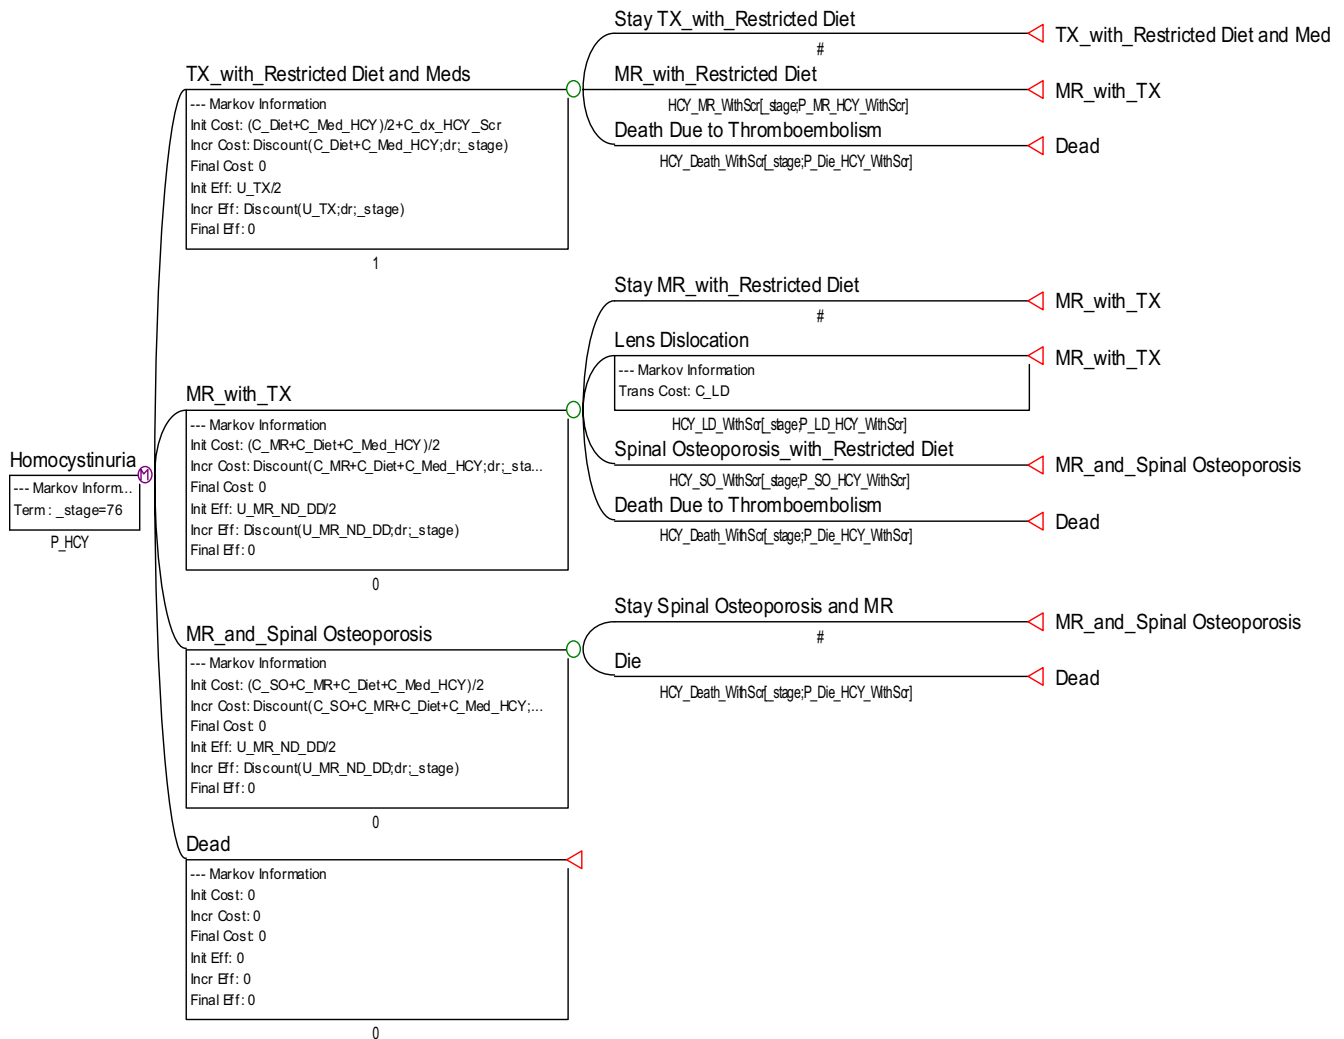 Stay TX_with_Restricted Diet
#
TX_with_Restricted Diet and Med
TX_with_Restricted Diet and Meds
MR_with_Restricted Diet
HCY_MR_WithScr[_stage;P_MR_HCY_WithScr]
MR_with_TX
--- Markov Information
Init Cost: (C_Diet+C_Med_HCY)/2+C_dx_HCY_Scr
Incr Cost: Discount(C_Diet+C_Med_HCY;dr;_stage)
Final Cost: 0
Init Eff: U_TX/2
Incr Eff: Discount(U_TX;dr;_stage)
Final Eff: 0
1
Death Due to Thromboembolism
HCY_Death_WithScr[_stage;P_Die_HCY_WithScr]
Dead
Stay MR_with_Restricted Diet
#
MR_with_TX
Lens Dislocation
--- Markov Information
Trans Cost: C_LD
HCY_LD_WithScr[_stage;P_LD_HCY_WithScr]
MR_with_TX
MR_with_TX
--- Markov Information
Init Cost: (C_MR+C_Diet+C_Med_HCY)/2
Incr Cost: Discount(C_MR+C_Diet+C_Med_HCY;dr;_sta...
Final Cost: 0
Init Eff: U_MR_ND_DD/2
Incr Eff: Discount(U_MR_ND_DD;dr;_stage)
Final Eff: 0
0
Spinal Osteoporosis_with_Restricted Diet
HCY_SO_WithScr[_stage;P_SO_HCY_WithScr]
MR_and_Spinal Osteoporosis
Death Due to Thromboembolism
HCY_Death_WithScr[_stage;P_Die_HCY_WithScr]
Dead
Homocystinuria
M
--- Markov Inform...
Term : _stage=76
P_HCY
Stay Spinal Osteoporosis and MR
#
MR_and_Spinal Osteoporosis
MR_and_Spinal Osteoporosis
--- Markov Information
Init Cost: (C_SO+C_MR+C_Diet+C_Med_HCY)/2
Incr Cost: Discount(C_SO+C_MR+C_Diet+C_Med_HCY;...
Final Cost: 0
Init Eff: U_MR_ND_DD/2
Incr Eff: Discount(U_MR_ND_DD;dr;_stage)
Final Eff: 0
0
Die
HCY_Death_WithScr[_stage;P_Die_HCY_WithScr]
Dead
Dead
--- Markov Information
Init Cost: 0
Incr Cost: 0
Final Cost: 0
Init Eff: 0
Incr Eff: 0
Final Eff: 0
0